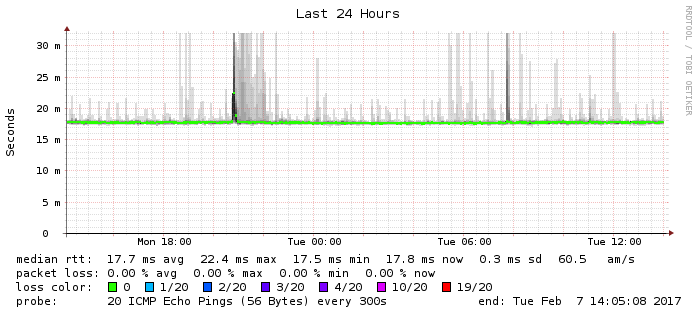 Last 24 Hours
RRDTOOL / TOBI OETIKER
Seconds
30 m
25 m
20 m
15 m
10 m
5 m
0
Mon 18:00 Tue 00:00 Tue 06:00 Tue 12:00
median rtt: 17.7 ms avg 22.4 ms max 17.5 ms min 17.8 ms now 0.3 ms sd 60.5 am/s
packet loss: 0.00 % avg 0.00 % max 0.00 % min 0.00 % now
loss color: 0 1/20 2/20 3/20 4/20 10/20 19/20
probe: 20 ICMP Echo Pings (56 Bytes) every 300s end: Tue Feb 7 14:05:08 2017